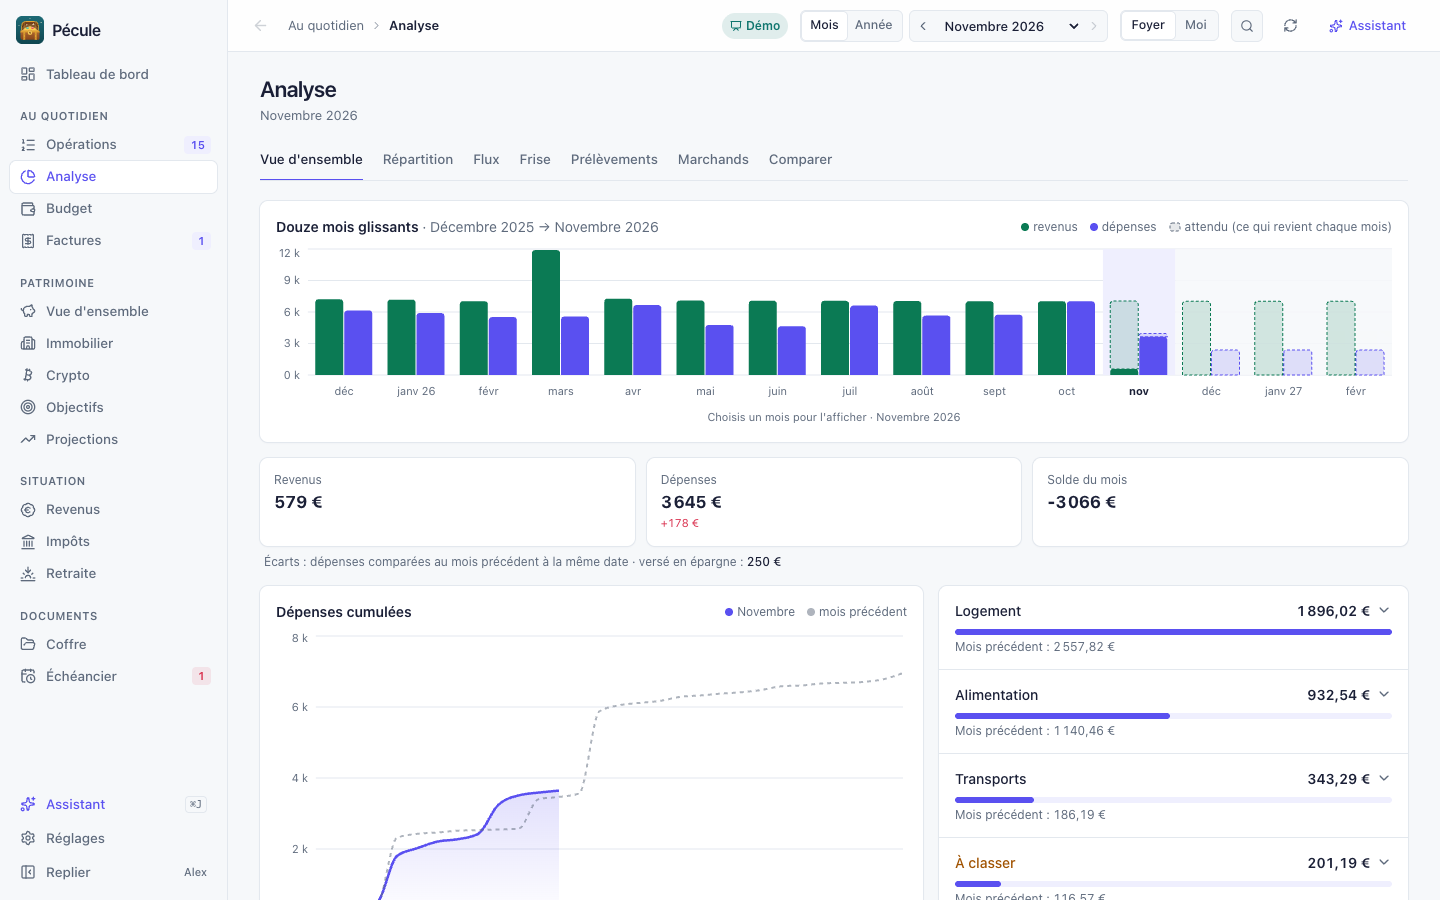 Pécule
Tableau de bord
AU QUOTIDIEN
Opérations 15
Analyse
Budget
Factures 1
PATRIMOINE
Vue d'ensemble
Immobilier
Crypto
Objectifs
Projections
SITUATION
Revenus
Impôts
Retraite
DOCUMENTS
Coffre
Échéancier 1
Assistant ⌘J
Réglages
Replier Alex
← Au quotidien > Analyse
Démo Mois Année < Novembre 2026 > Foyer Moi Assistant
Analyse
Novembre 2026
Vue d'ensemble Répartition Flux Frise Prélèvements Marchands Comparer
Douze mois glissants · Décembre 2025 → Novembre 2026
revenus dépenses attendu (ce qui revient chaque mois)
12 k
9 k
6 k
3 k
0 k
déc janv 26 févr mars avr mai juin juil août sept oct nov déc janv 27 févr
Choisis un mois pour l'afficher · Novembre 2026
Revenus
579 €
Dépenses
3 645 €
+178 €
Solde du mois
-3 066 €
Écarts : dépenses comparées au mois précédent à la même date · versé en épargne : 250 €
Dépenses cumulées
Novembre mois précédent
8 k
6 k
4 k
2 k
Logement 1 896,02 €
Mois précédent : 2 557,82 €
Alimentation 932,54 €
Mois précédent : 1 140,46 €
Transports 343,29 €
Mois précédent : 186,19 €
À classer 201,19 €
Mois précédent : 116,57 €